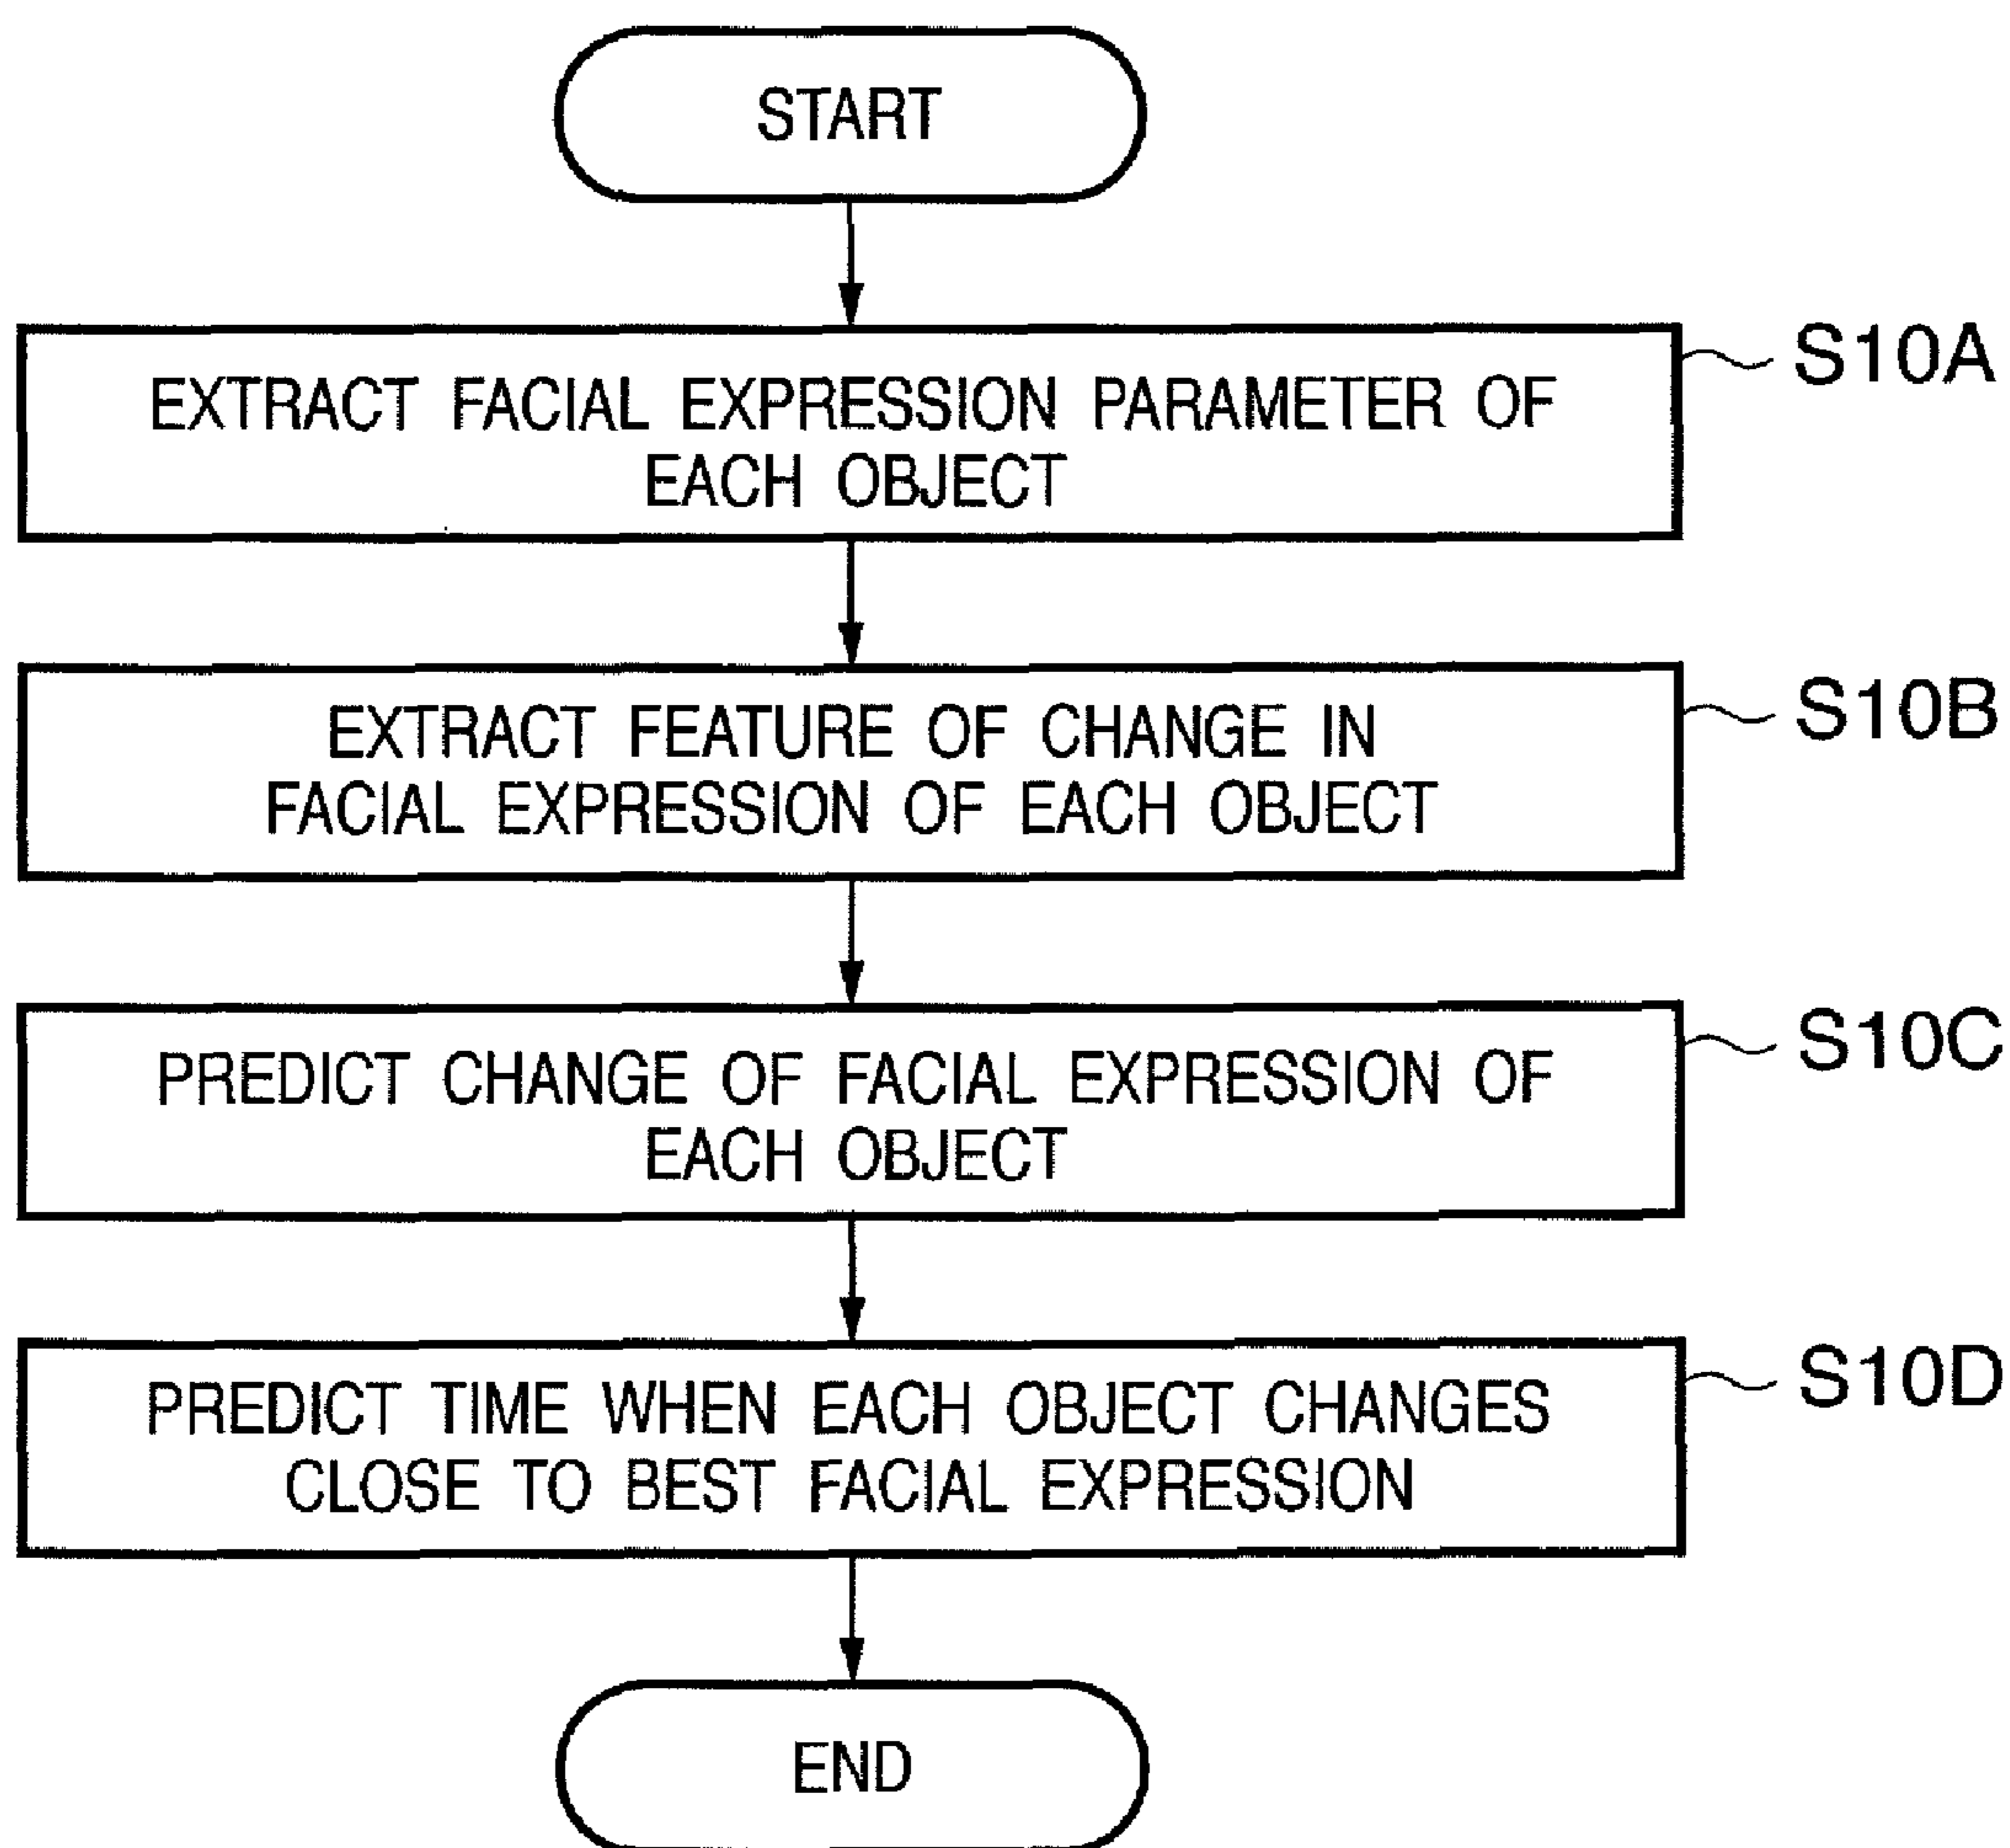 START
EXTRACT FACIAL EXPRESSION PARAMETER OF
EACH OBJECT
S10A
EXTRACT FEATURE OF CHANGE IN
FACIAL EXPRESSION OF EACH OBJECT
S10B
PREDICT CHANGE OF FACIAL EXPRESSION OF
EACH OBJECT
S10C
PREDICT TIME WHEN EACH OBJECT CHANGES
CLOSE TO BEST FACIAL EXPRESSION
S10D
END